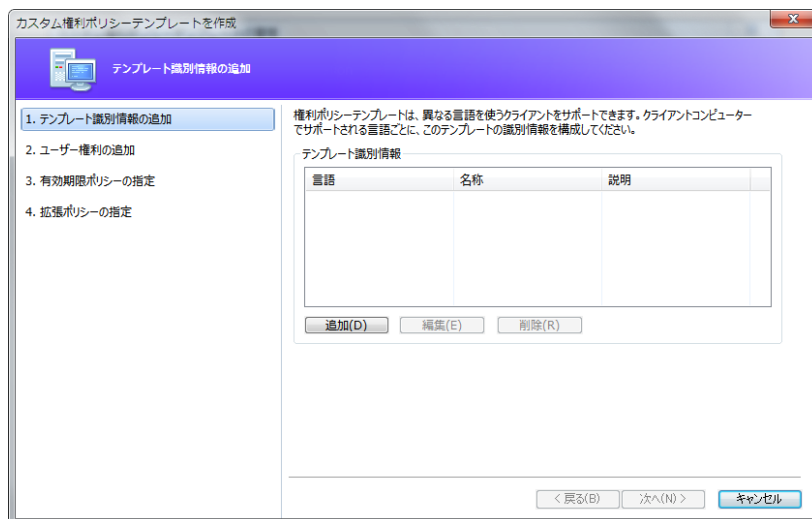 カスタム権利ポリシーテンプレートを作成
テンプレート識別情報の追加
1. テンプレート識別情報の追加
2. ユーザー権利の追加
3. 有効期限ポリシーの指定
4. 拡張ポリシーの指定
権利ポリシーテンプレートは、異なる言語を使うクライアントをサポートできます。クライアントコンピューター
でサポートされる言語ごとに、このテンプレートの識別情報を構成してください。
テンプレート識別情報
言語 名称 説明
追加(D) 編集(E) 削除(R)
< 戻る(B) 次へ(N) > キャンセル